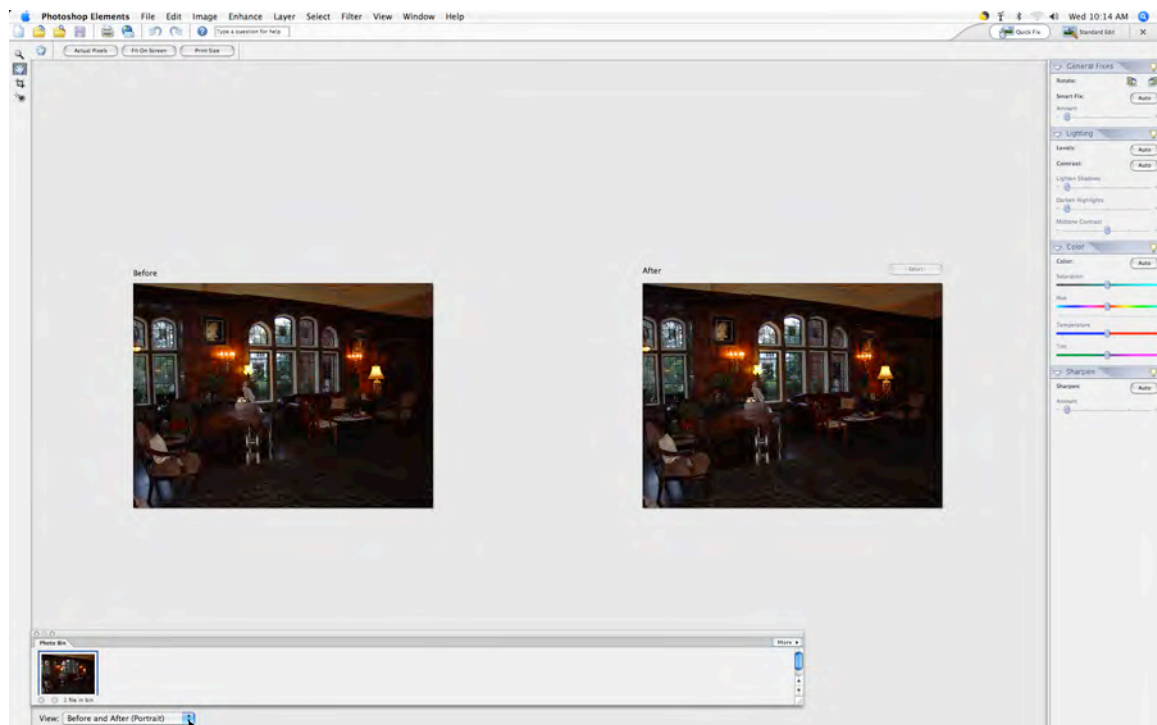 Photoshop Elements File Edit Image Enhance Layer Select Filter View Window Help
Wed 10:14 AM
Type a question for help
Quick Fix
Standard Edit
Actual Pixels
Fit On Screen
Print Size
General Fixes
Rotate:
Smart Fix:
Auto
Amount
Lighting
Levels:
Auto
Contrast:
Auto
Lighten Shadows
Darken Highlights
Midtone Contrast
Color
Color:
Auto
Saturation
Hue
Temperature
Tint
Sharpen
Sharpen:
Auto
Amount
Before
After
Reset
Photo Bin
More
1 file in bin
View: Before and After (Portrait)